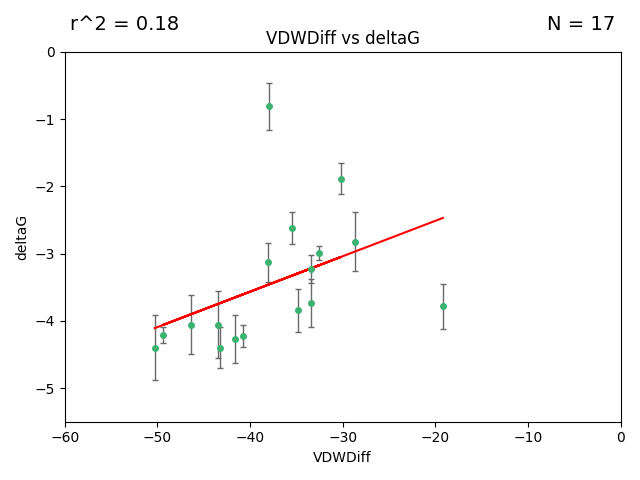 r^2 = 0.18
N = 17
VDWDiff vs deltaG
0
−1
−2
−3
−4
−5
deltaG
−60
−50
−40
−30
−20
−10
0
VDWDiff